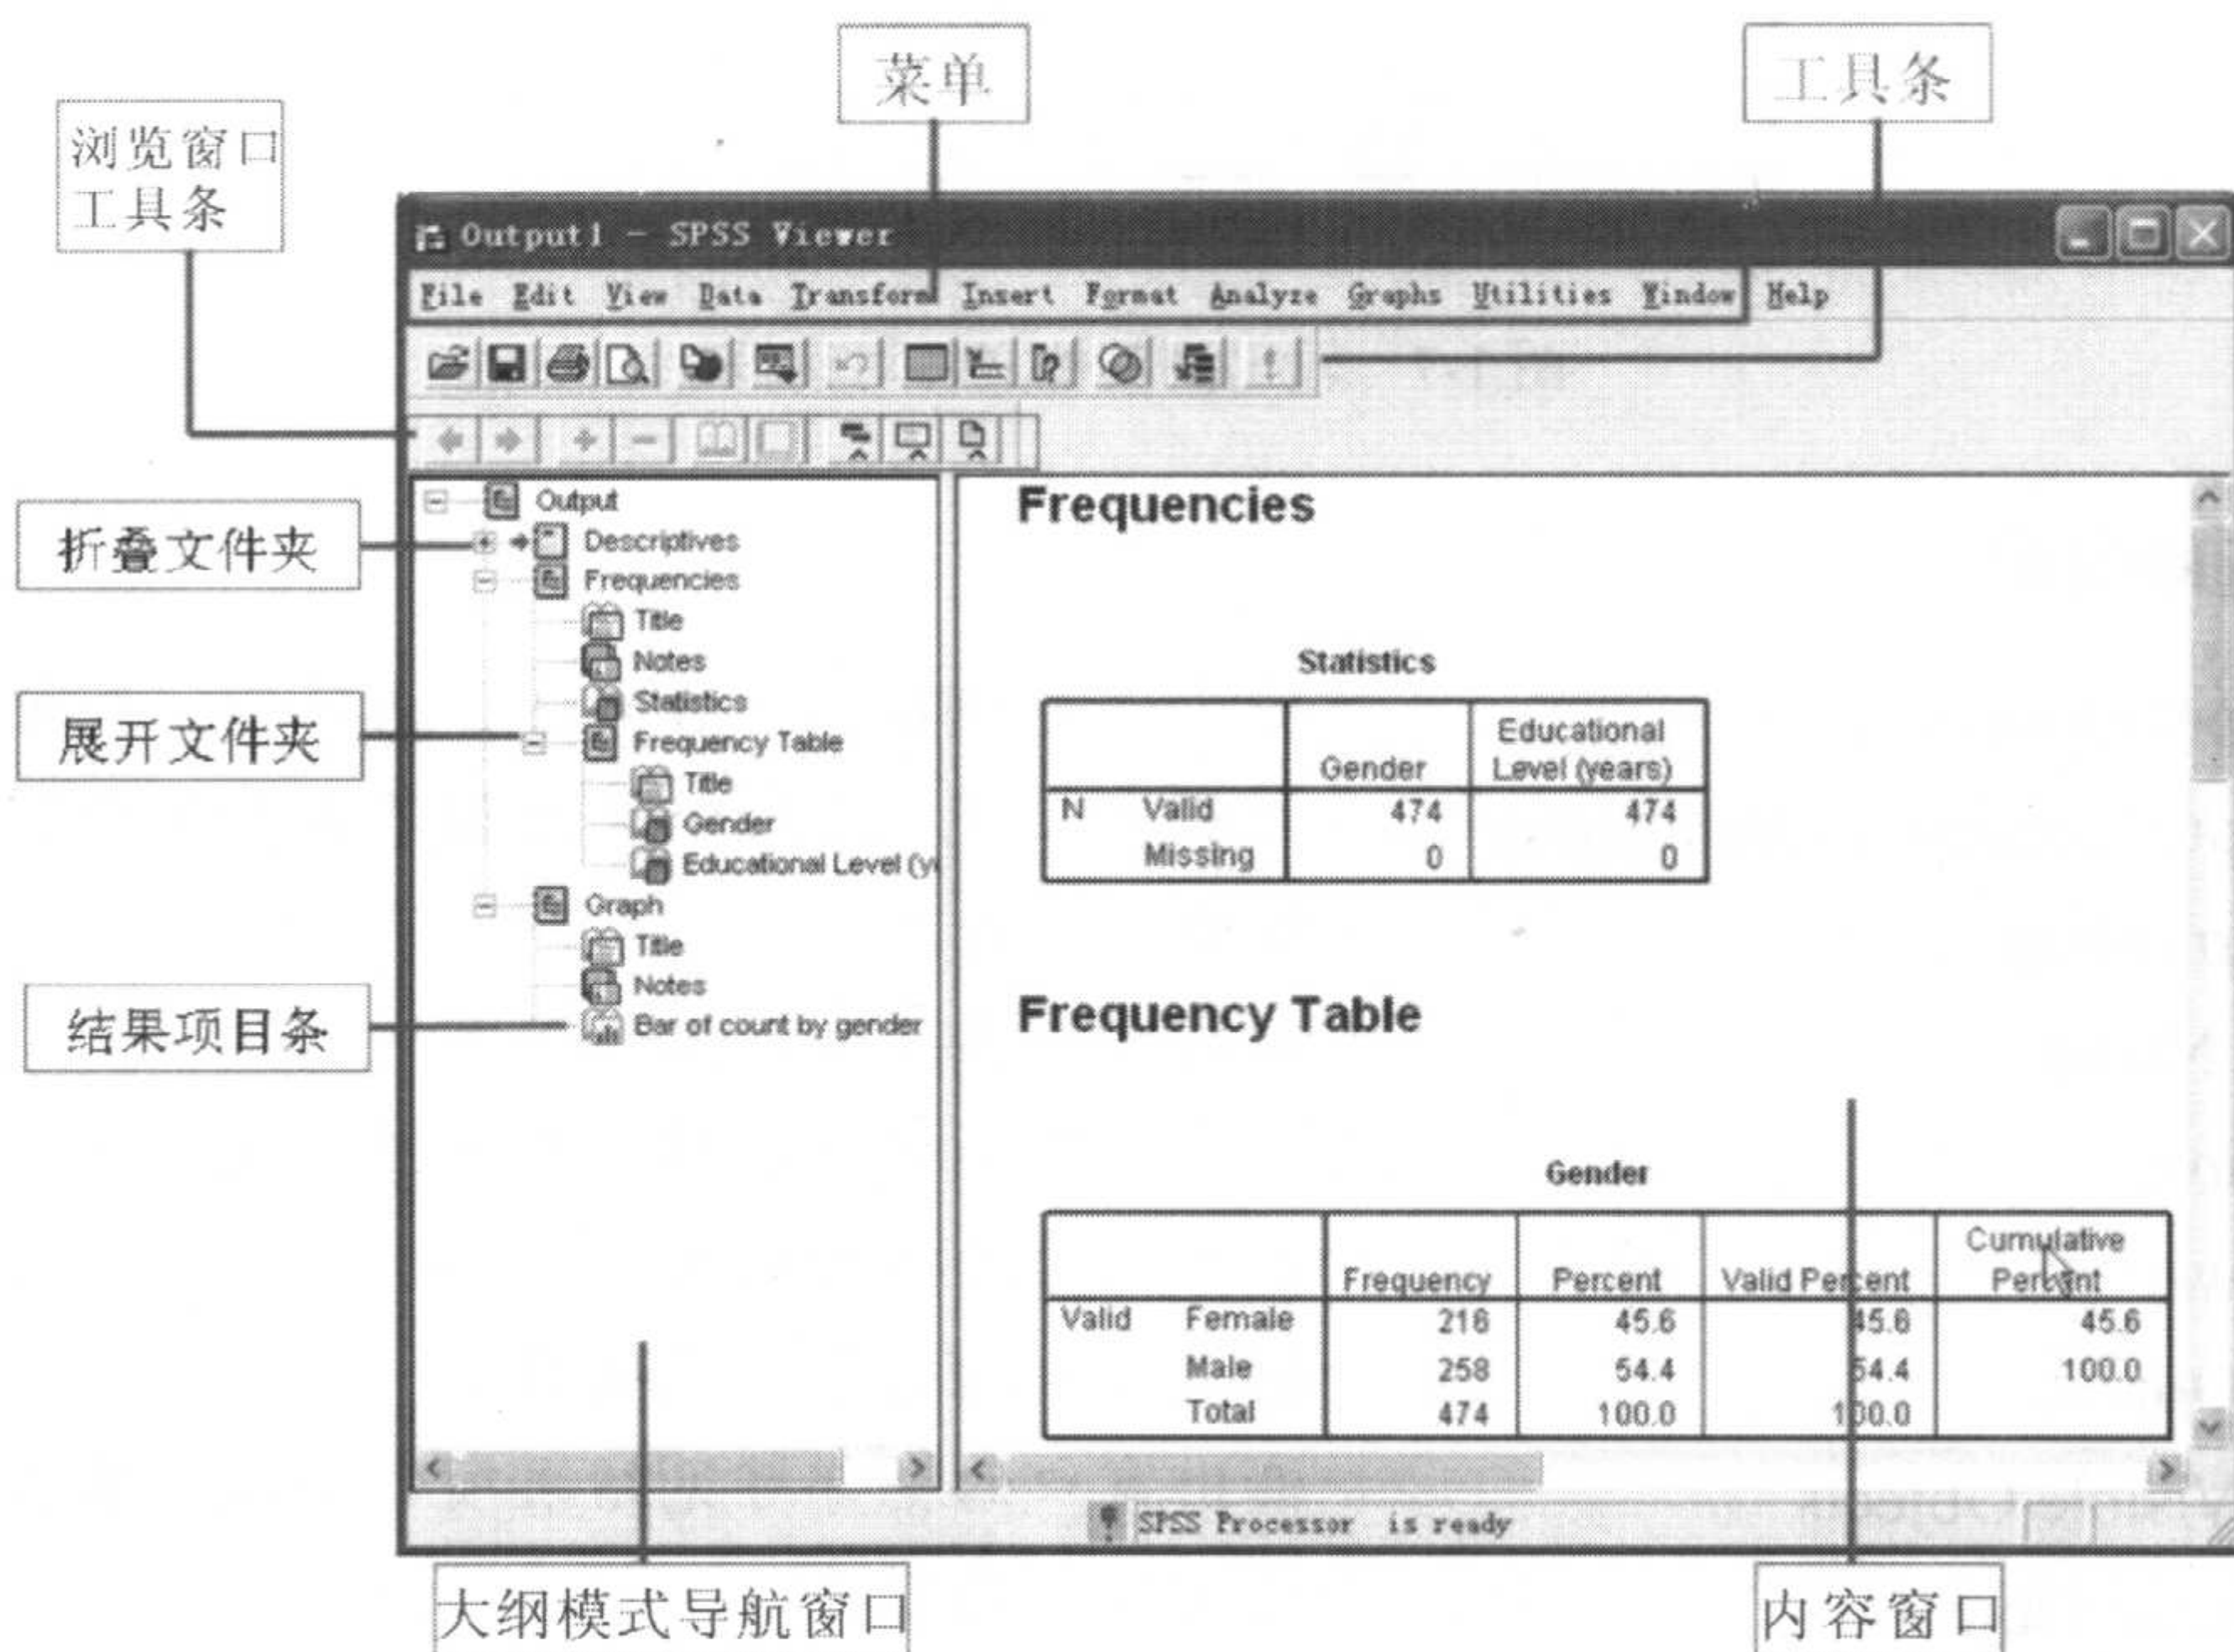 菜单
工具条
浏览窗口
工具条
Output1 - SPSS Viewer
File Edit View Data Transform Insert Format Analyze Graphs Utilities Window Help
折叠文件夹
展开文件夹
结果项目条
Output
Descriptives
Frequencies
Title
Notes
Statistics
Frequency Table
Title
Gender
Educational Level (y
Graph
Title
Notes
Bar of count by gender
Frequencies
Statistics
Gender Educational
Level (years)
N Valid 474 474
Missing 0 0
Frequency Table
Gender
Frequency Percent Valid Percent Cumulative
Percent
Valid Female 216 45.6 45.6 45.6
Male 258 54.4 54.4 100.0
Total 474 100.0 100.0
SPSS Processor is ready
大纲模式导航窗口
内容窗口